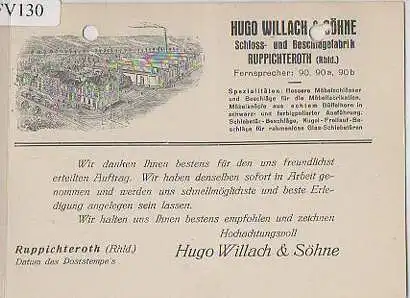 FV130
HUGO WILLACH & SÖHNE
Schloss- und Beschlägefabrik
RUPPICHTEROTH (Rhld.)
Fernsprecher: 90, 90a, 90b
Spezialitäten: Bessere Möbelschlösser
und Beschläge für die Möbelfabrikation.
Möbelknöpfe aus echtem Büffelhorn in
schwarz- und farbigpolierter Ausführung.
Schiebetür-Beschläge, Kugel-Freilauf-Be-
schläge für rahmenlose Glas-Schiebetüren
Wir danken Ihnen bestens für den uns freundlichst
erteilten Auftrag. Wir haben denselben sofort in Arbeit ge-
nommen und werden uns schnellmöglichste und beste Erle-
digung angelegen sein lassen.
Wir halten uns Ihnen bestens empfohlen und zeichnen
Hochachtungsvoll
Ruppichteroth (Rhld.) Hugo Willach & Söhne
Datum des Poststempels